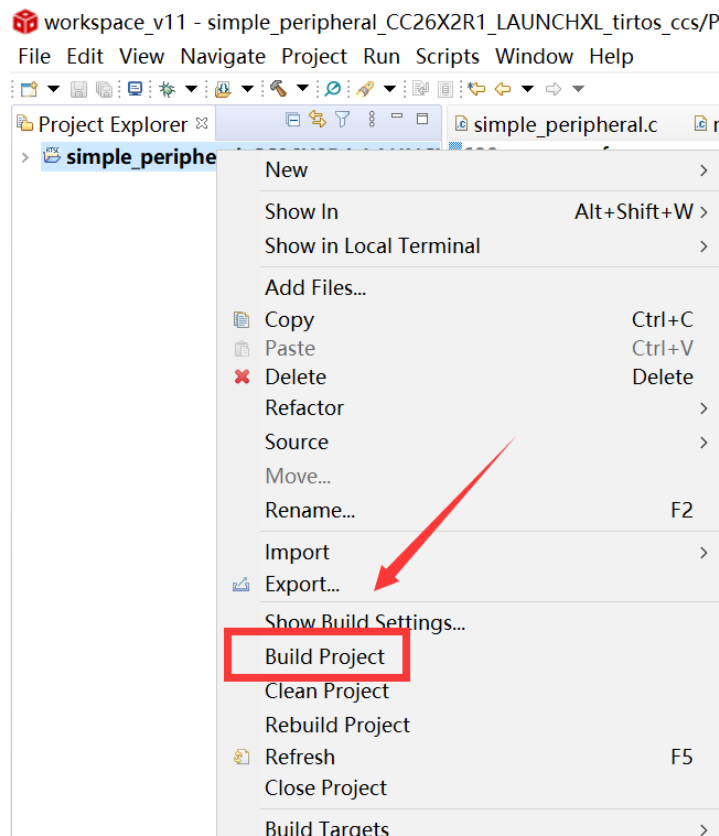 workspace_v11 - simple_peripheral_CC26X2R1_LAUNCHXL_tirtos_ccs/P
File Edit View Navigate Project Run Scripts Window Help
Project Explorer simple_peripheral.c
simple_periphe
New
Show In Alt+Shift+W
Show in Local Terminal
Add Files...
Copy Ctrl+C
Paste Ctrl+V
Delete Delete
Refactor
Source
Move...
Rename... F2
Import
Export...
Show Build Settings...
Build Project
Clean Project
Rebuild Project
Refresh F5
Close Project
Build Targets